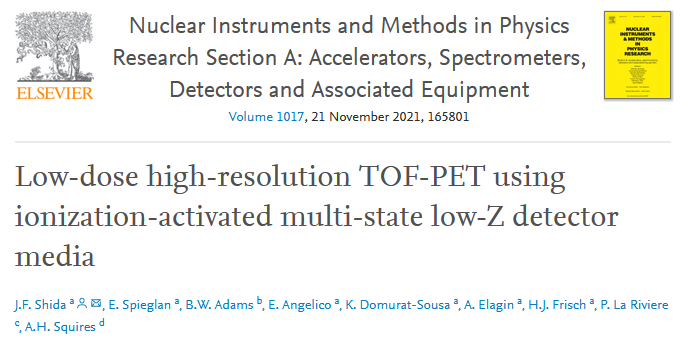 Nuclear Instruments and Methods in Physics
Research Section A: Accelerators, Spectrometers,
Detectors and Associated Equipment
ELSEVIER
Volume 1017, 21 November 2021, 165801
NUCLEAR
INSTRUMENTS
& METHODS
IN
PHYSICS
RESEARCH
Low-dose high-resolution TOF-PET using
ionization-activated multi-state low-Z detector
media
J.F. Shida a, E. Spieglan a, B.W. Adams b, E. Angelico a, K. Domurat-Sousa a, A. Elagin a, H.J. Frisch a, P. La Riviere
c, A.H. Squires d